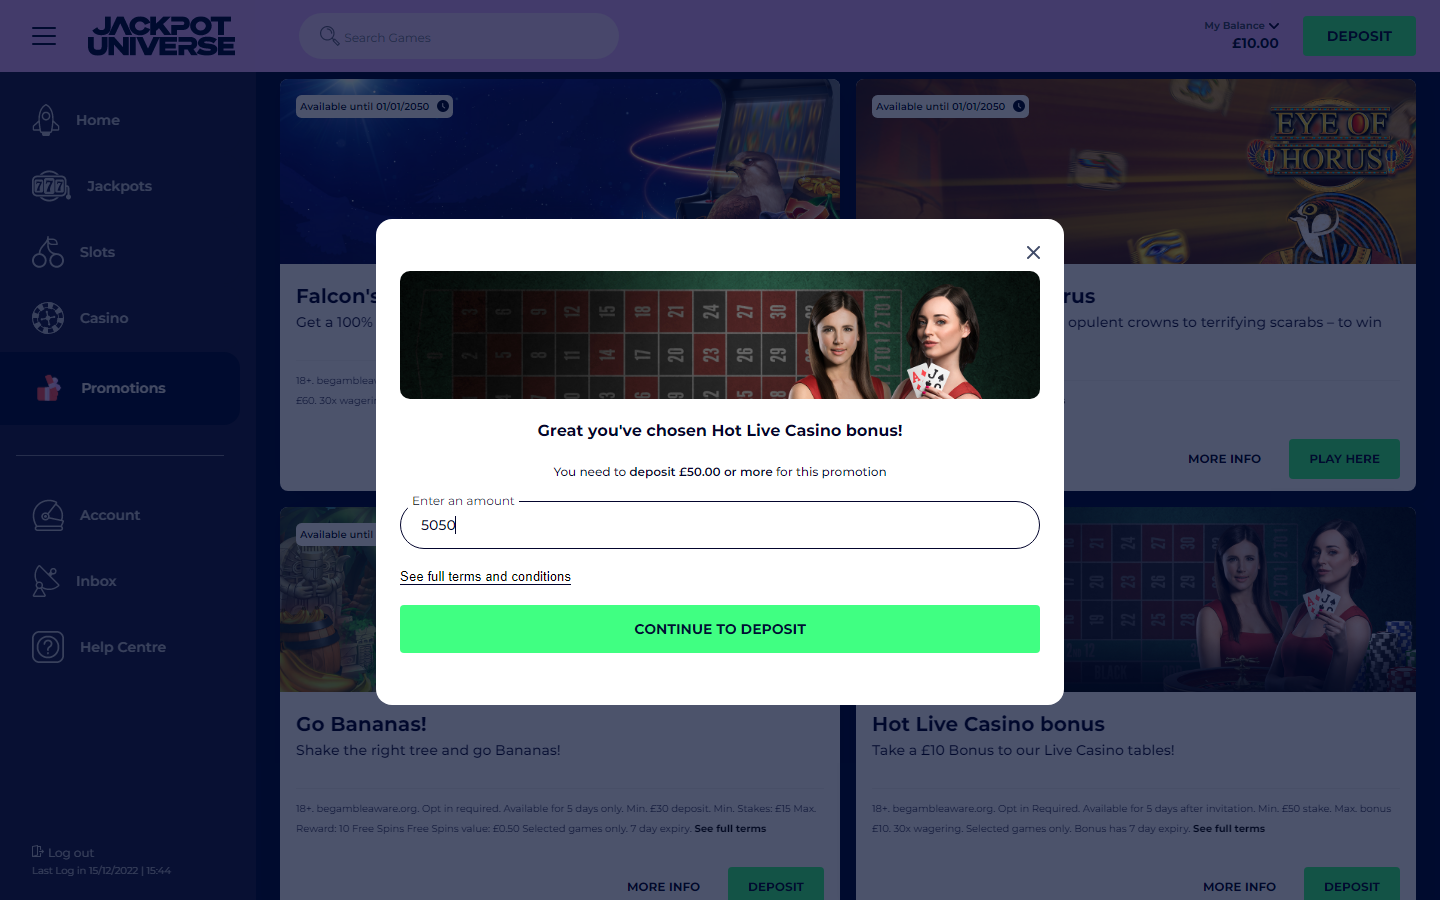 JACKPOT
UNIVERSE
Search Games
My Balance
£10.00
DEPOSIT
Home
Jackpots
Slots
Casino
Promotions
Account
Inbox
Help Centre
Log out
Last Log in 15/12/2022 | 15:44
Available until 01/01/2050
Falcon's
Get a 100%
18+. begambleaw
£60. 30x wagerin
Available until 01/01/2050
EYE OF
HORUS
rus
opulent crowns to terrifying scarabs – to win
MORE INFO
PLAY HERE
Great you've chosen Hot Live Casino bonus!
You need to deposit £50.00 or more for this promotion
Enter an amount
5050
See full terms and conditions
CONTINUE TO DEPOSIT
Available until
Go Bananas!
Shake the right tree and go Bananas!
18+. begambleaware.org. Opt in required. Available for 5 days only. Min. £30 deposit. Min. Stakes: £15 Max.
Reward: 10 Free Spins Free Spins value: £0.50 Selected games only. 7 day expiry. See full terms
MORE INFO
DEPOSIT
Hot Live Casino bonus
Take a £10 Bonus to our Live Casino tables!
18+. begambleaware.org. Opt in Required. Available for 5 days after invitation. Min. £50 stake. Max. bonus
£10. 30x wagering. Selected games only. Bonus has 7 day expiry. See full terms
MORE INFO
DEPOSIT